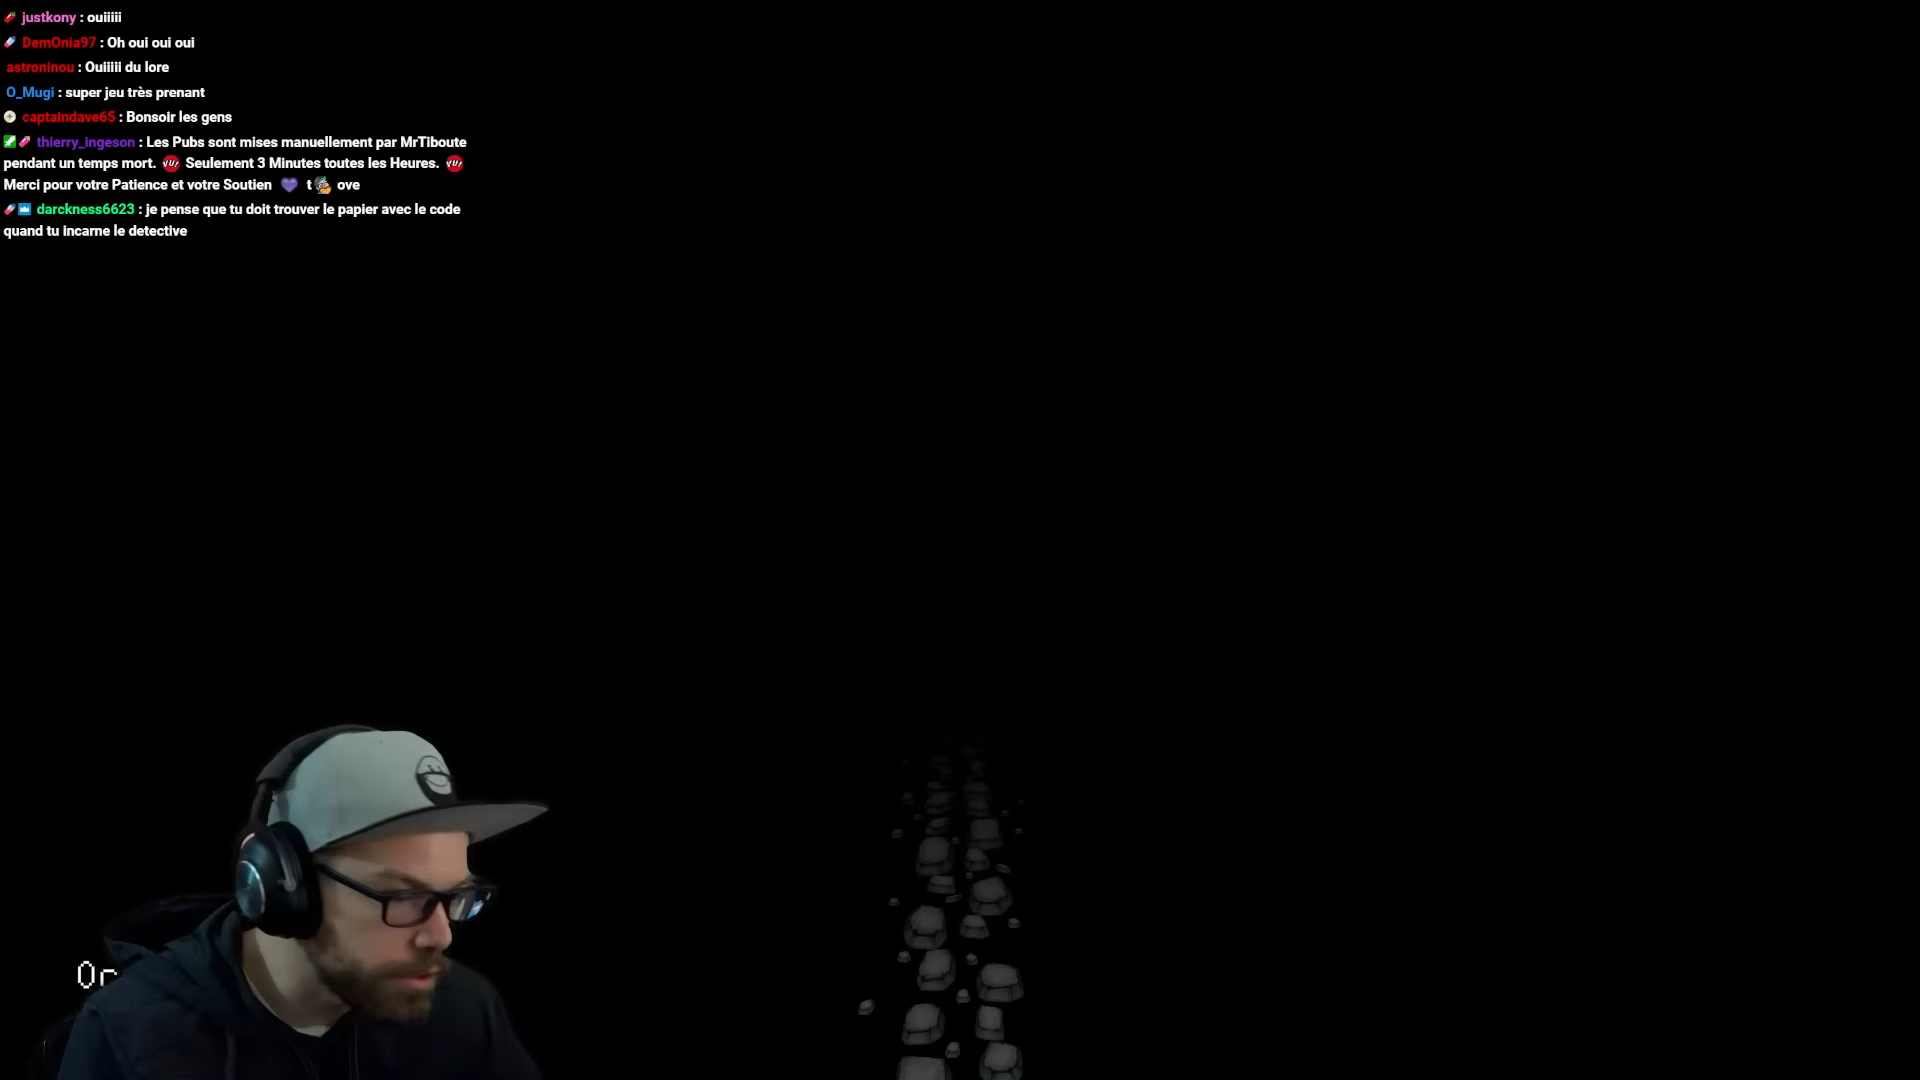 justkony : ouiiiii
DemOnia97 : Oh oui oui oui
astroninou : Ouiiiii du lore
O_Mugi : super jeu très prenant
captaindave65 : Bonsoir les gens
thierry_ingeson : Les Pubs sont mises manuellement par MrTiboute
pendant un temps mort. Seulement 3 Minutes toutes les Heures.
Merci pour votre Patience et votre Soutien t ove
darckness6623 : je pense que tu doit trouver le papier avec le code
quand tu incarne le detective
Or